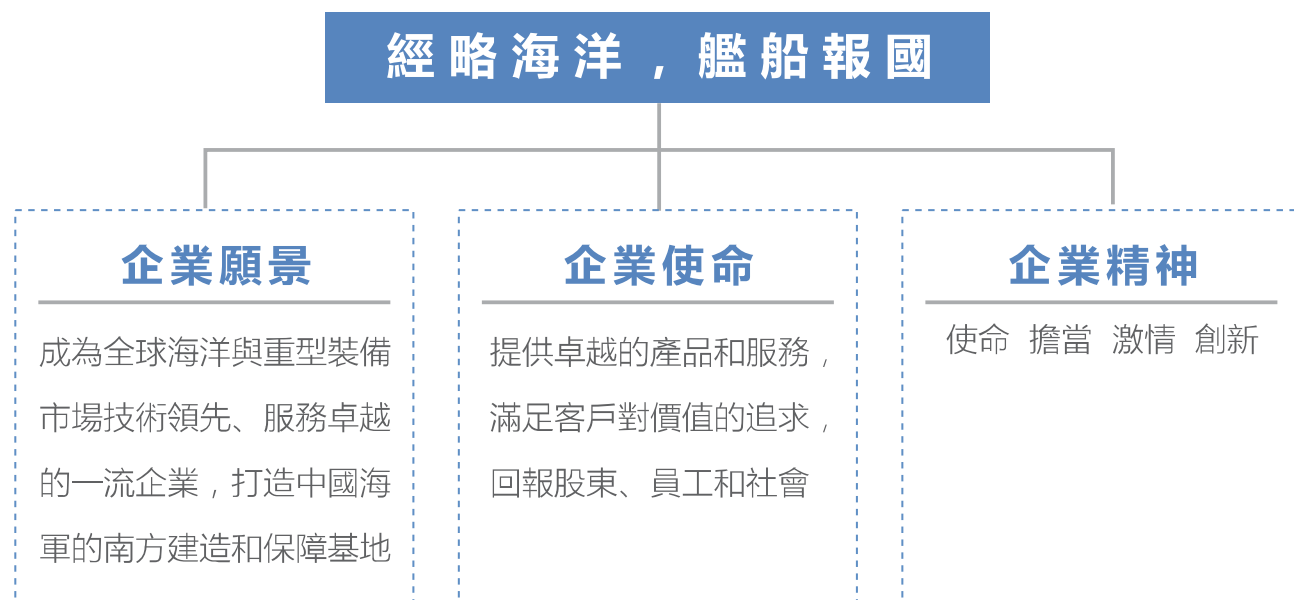 經略海洋，艦船報國
企業願景
成為全球海洋與重型裝備
市場技術領先、服務卓越
的一流企業，打造中國海
軍的南方建造和保障基地
企業使命
提供卓越的產品和服務，
滿足客戶對價值的追求，
回報股東、員工和社會
企業精神
使命 擔當 激情 創新